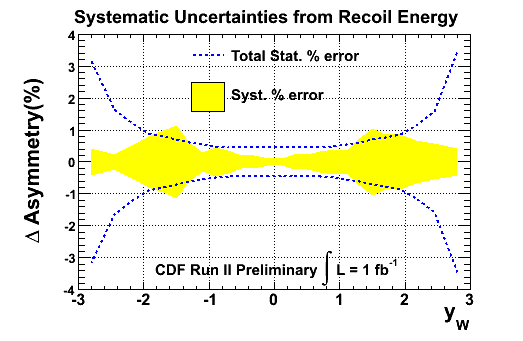 Systematic Uncertainties from Recoil Energy
Total Stat. % error
Syst. % error
Δ Asymmetry(%)
4
3
2
1
0
-1
-2
-3
-4
CDF Run II Preliminary ∫ L = 1 fb⁻¹
-3 -2 -1 0 1 2 3
y_W